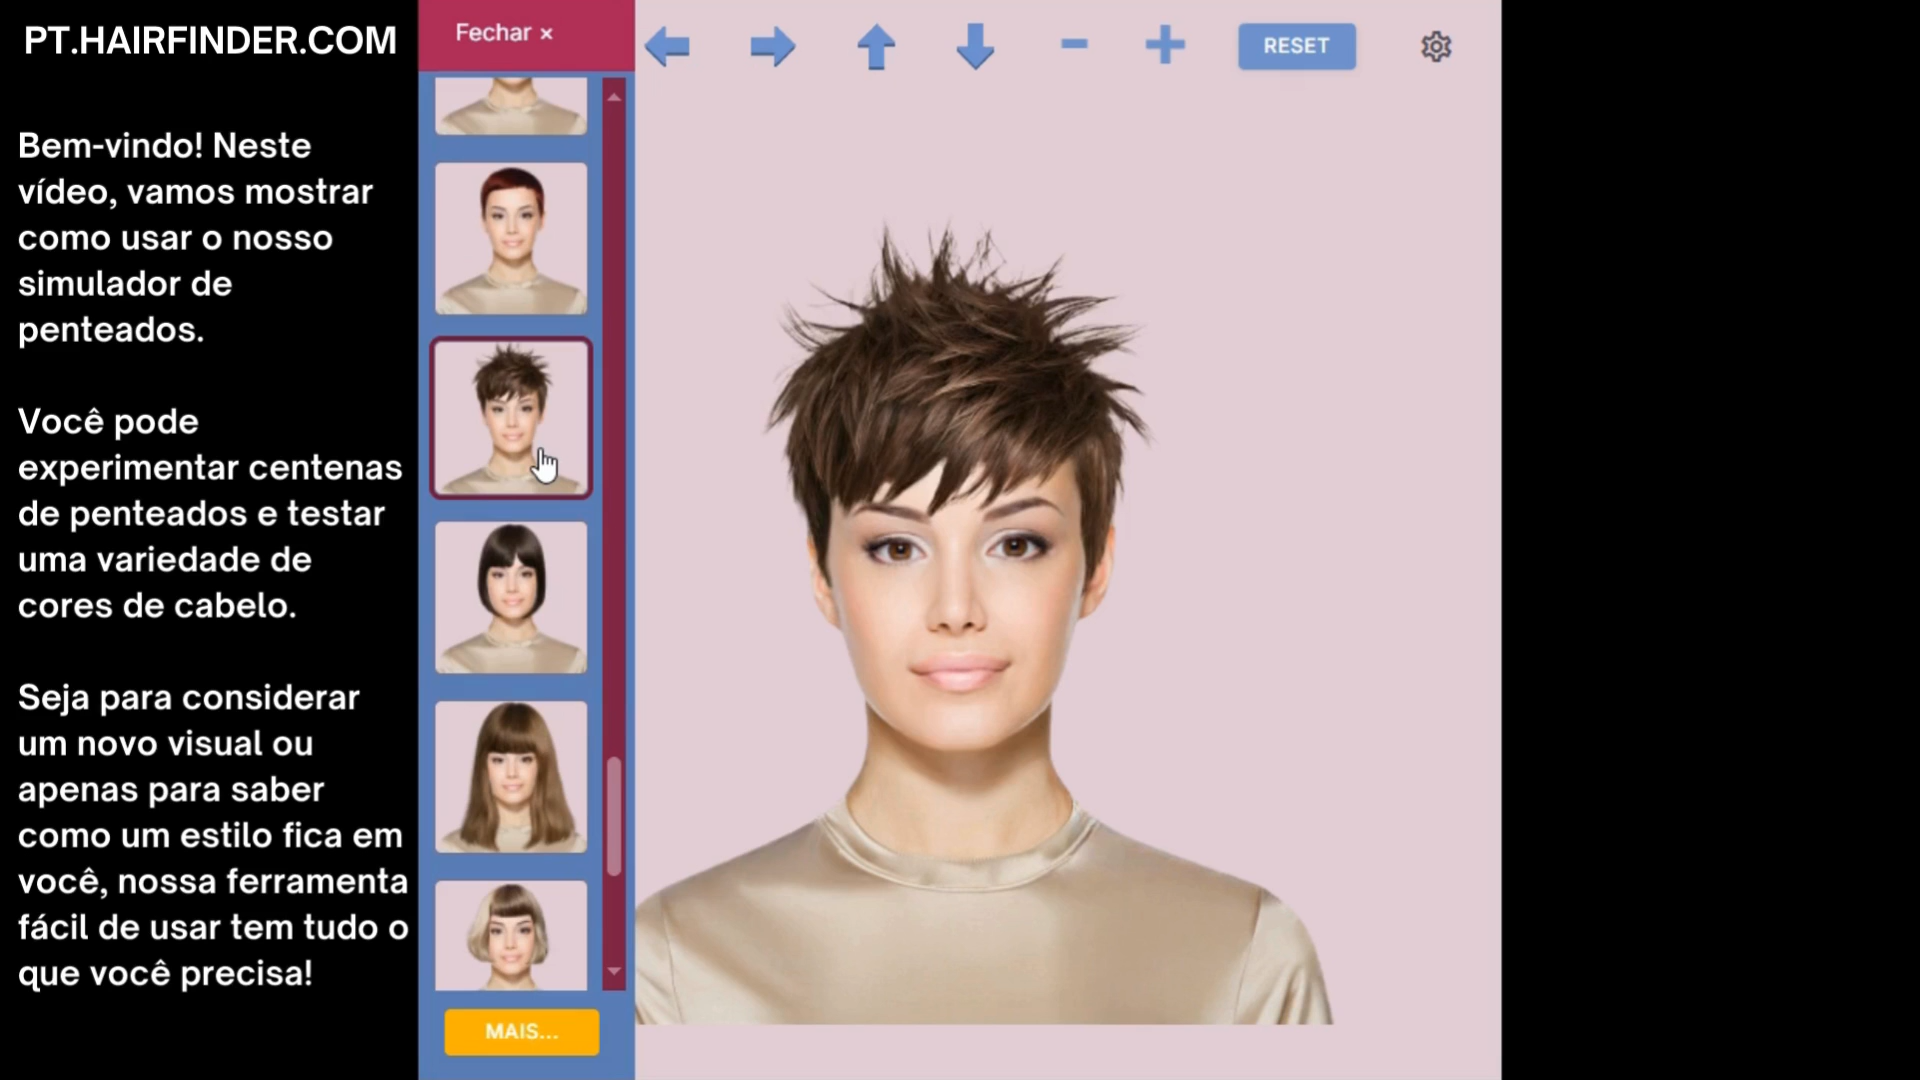 PT.HAIRFINDER.COM
Bem-vindo! Neste
vídeo, vamos mostrar
como usar o nosso
simulador de
penteados.
Você pode
experimentar centenas
de penteados e testar
uma variedade de
cores de cabelo.
Seja para considerar
um novo visual ou
apenas para saber
como um estilo fica em
você, nossa ferramenta
fácil de usar tem tudo o
que você precisa!
Fechar ×
MAIS...
RESET